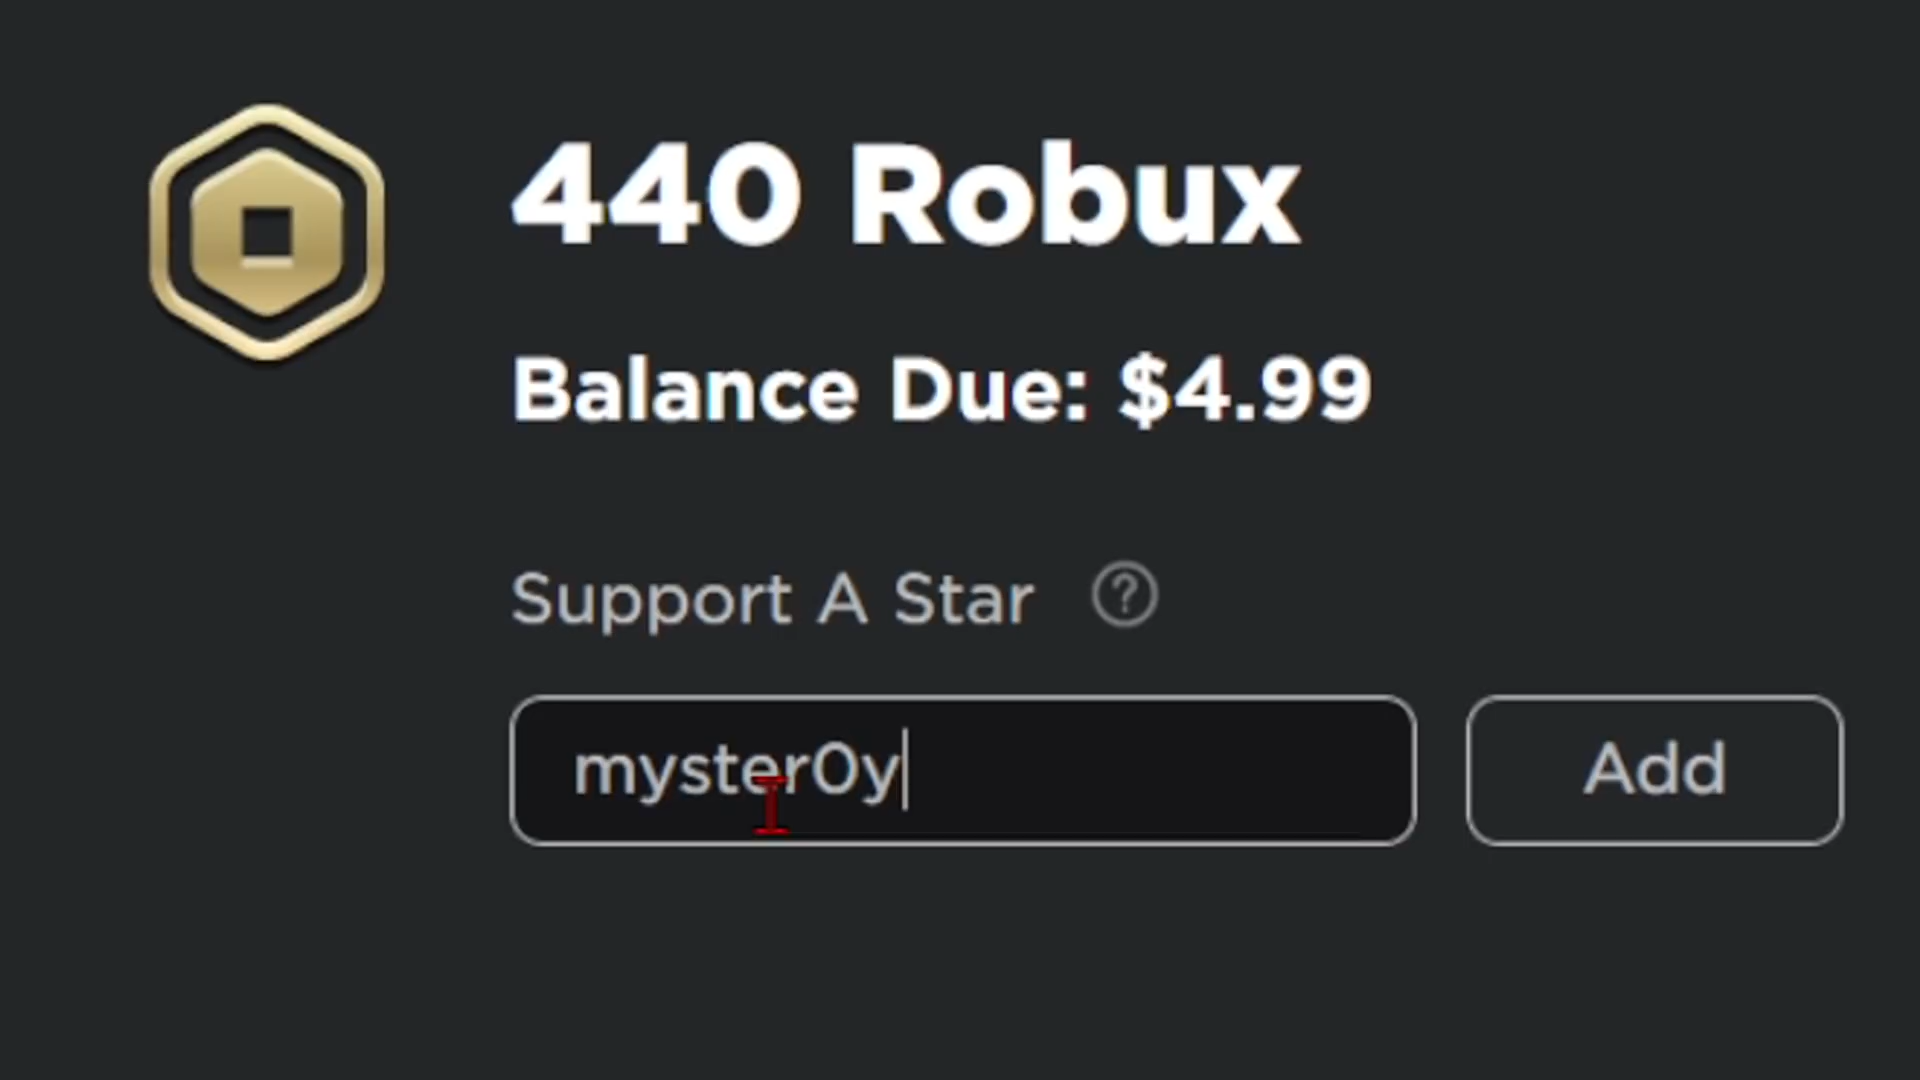 440 Robux
Balance Due: $4.99
Support A Star ?
myster0y
Add